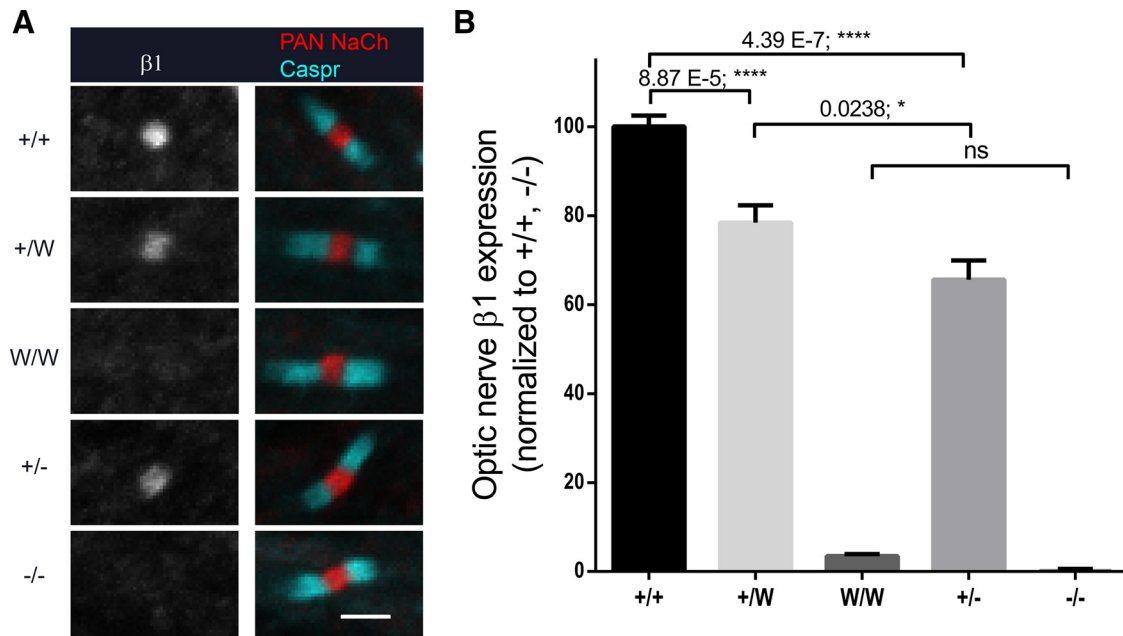 A
β1
PAN NaCh
Caspr
+/+
+/W
W/W
+/-
-/-
B
4.39 E-7; ****
8.87 E-5; ****
0.0238; *
ns
Optic nerve β1 expression
(normalized to +/+, -/-)
100
80
60
40
20
0
+/+
+/W
W/W
+/-
-/-